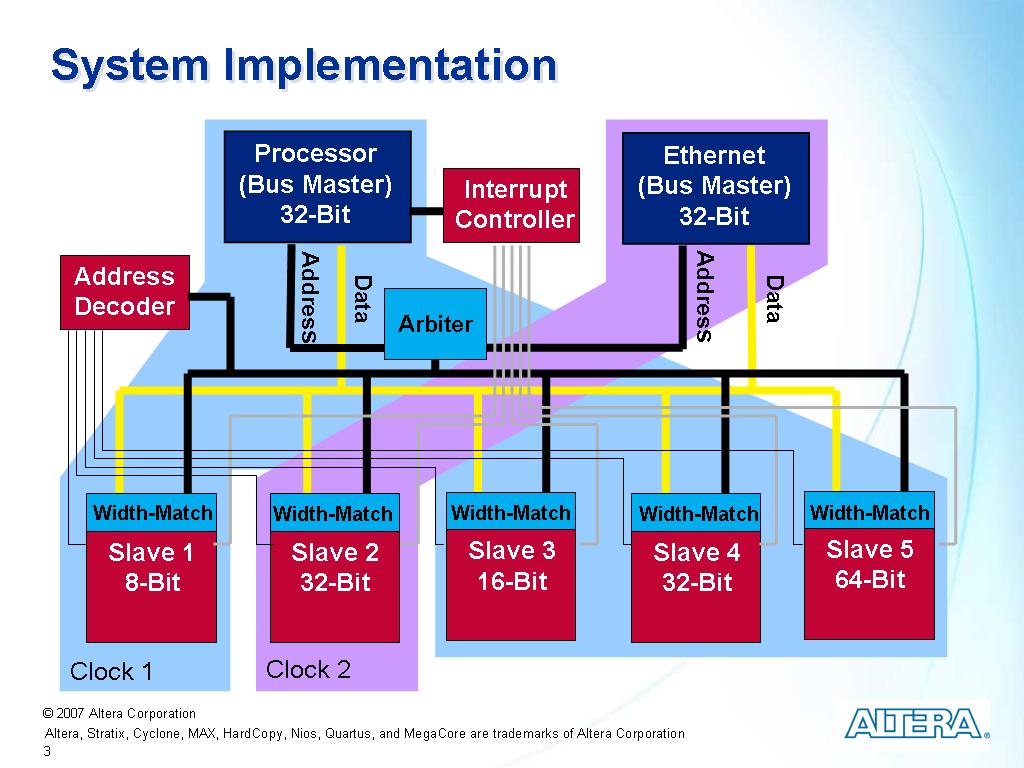 System Implementation
Processor
(Bus Master)
32-Bit
Interrupt
Controller
Ethernet
(Bus Master)
32-Bit
Address
Decoder
Address
Data
Arbiter
Address
Data
Width-Match
Slave 1
8-Bit
Width-Match
Slave 2
32-Bit
Width-Match
Slave 3
16-Bit
Width-Match
Slave 4
32-Bit
Width-Match
Slave 5
64-Bit
Clock 1
Clock 2
© 2007 Altera Corporation
Altera, Stratix, Cyclone, MAX, HardCopy, Nios, Quartus, and MegaCore are trademarks of Altera Corporation
3
ALTERA®